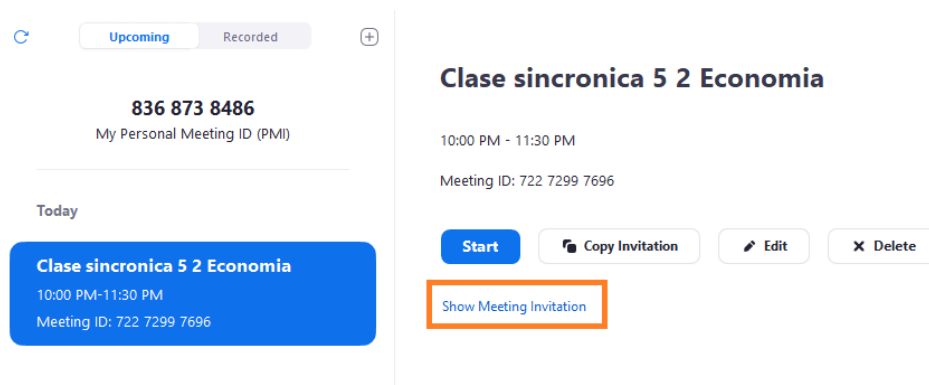 Upcoming
Recorded
836 873 8486
My Personal Meeting ID (PMI)
Today
Clase sincronica 5 2 Economia
10:00 PM-11:30 PM
Meeting ID: 722 7299 7696
Clase sincronica 5 2 Economia
10:00 PM - 11:30 PM
Meeting ID: 722 7299 7696
Start
Copy Invitation
Edit
Delete
Show Meeting Invitation